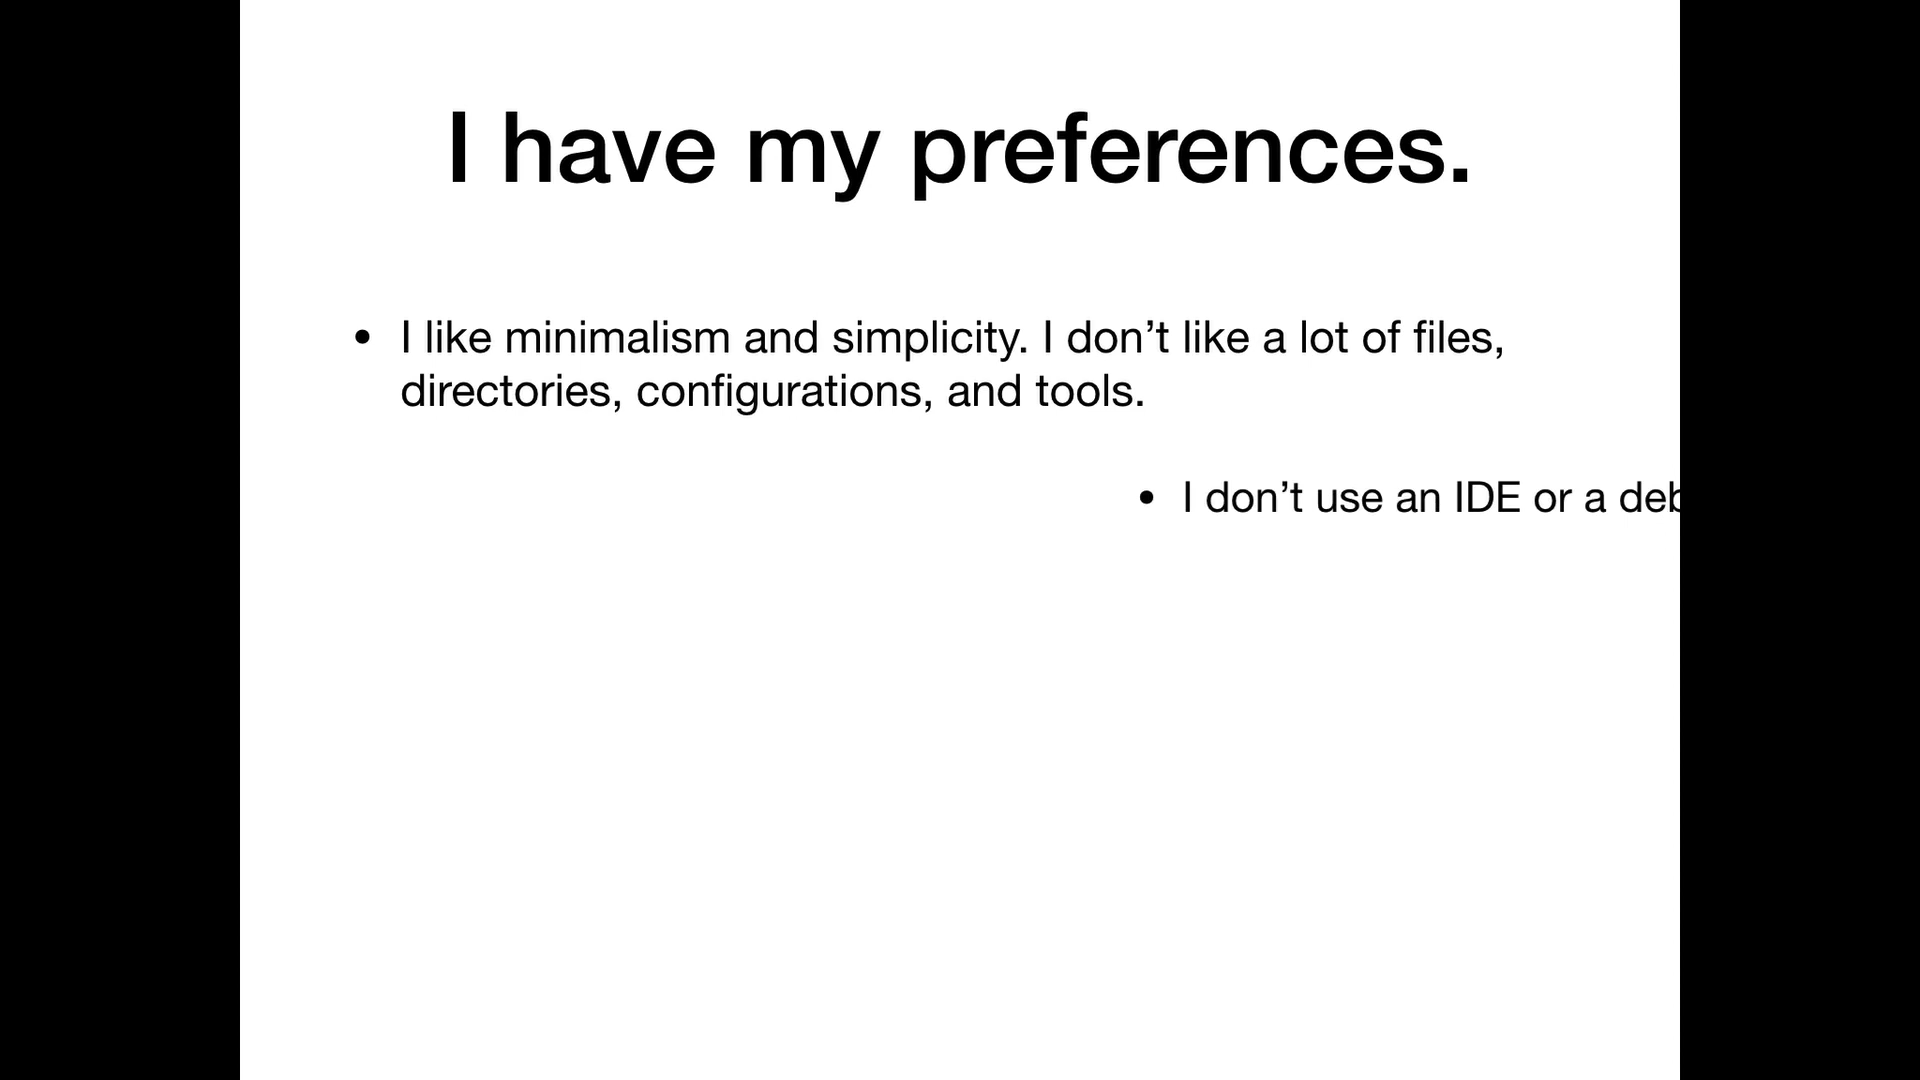 I have my preferences.
• I like minimalism and simplicity. I don’t like a lot of files,
directories, configurations, and tools.
• I don’t use an IDE or a deb